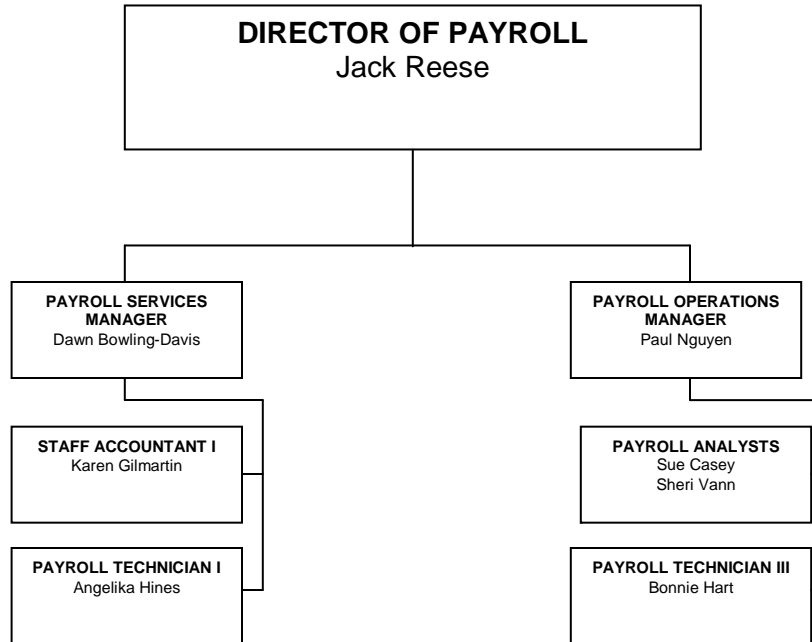 DIRECTOR OF PAYROLL
Jack Reese
PAYROLL SERVICES
MANAGER
Dawn Bowling-Davis
PAYROLL OPERATIONS
MANAGER
Paul Nguyen
STAFF ACCOUNTANT I
Karen Gilmartin
PAYROLL ANALYSTS
Sue Casey
Sheri Vann
PAYROLL TECHNICIAN I
Angelika Hines
PAYROLL TECHNICIAN III
Bonnie Hart